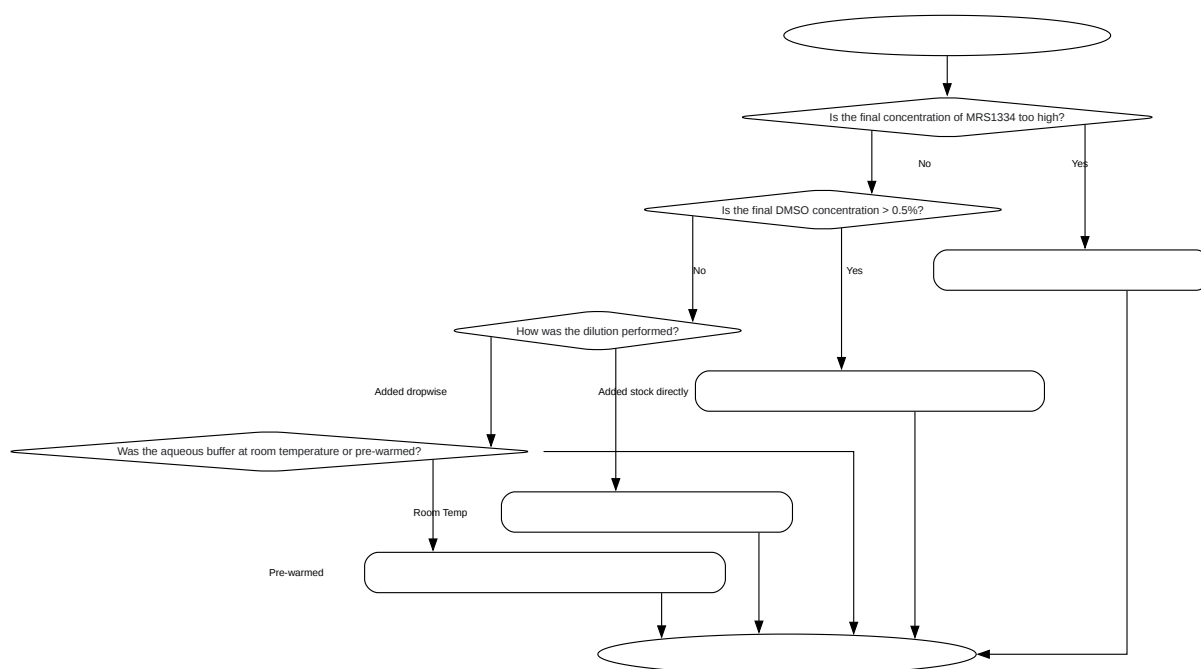 Is the final concentration of MRS1334 too high?
No
Yes
Is the final DMSO concentration > 0.5%?
No
Yes
How was the dilution performed?
Added dropwise
Added stock directly
Was the aqueous buffer at room temperature or pre-warmed?
Room Temp
Pre-warmed